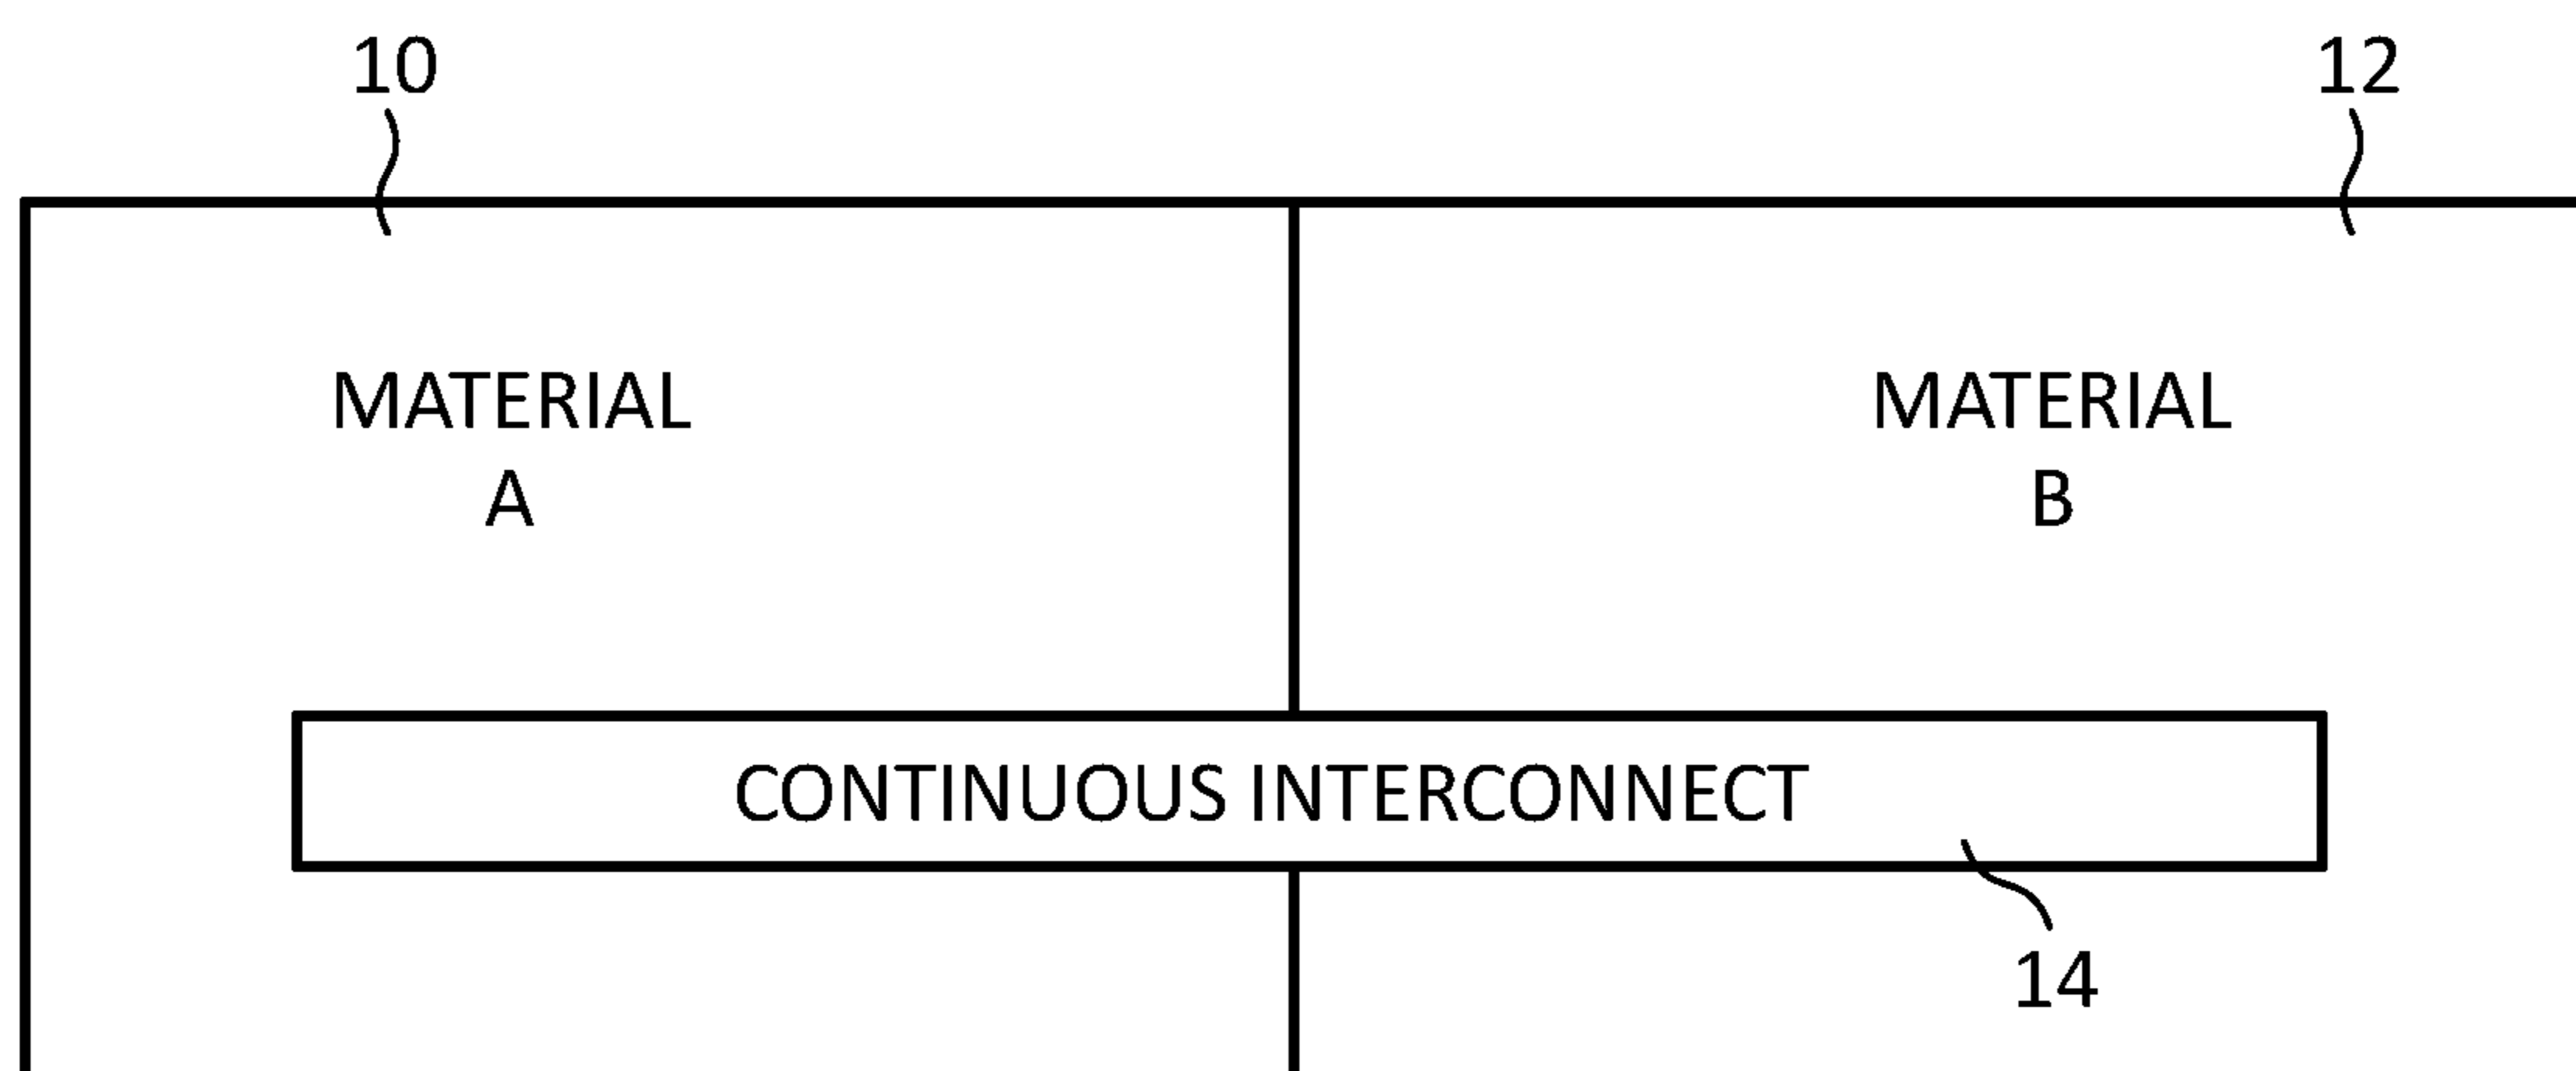 10
12
MATERIAL
A
MATERIAL
B
CONTINUOUS INTERCONNECT
14